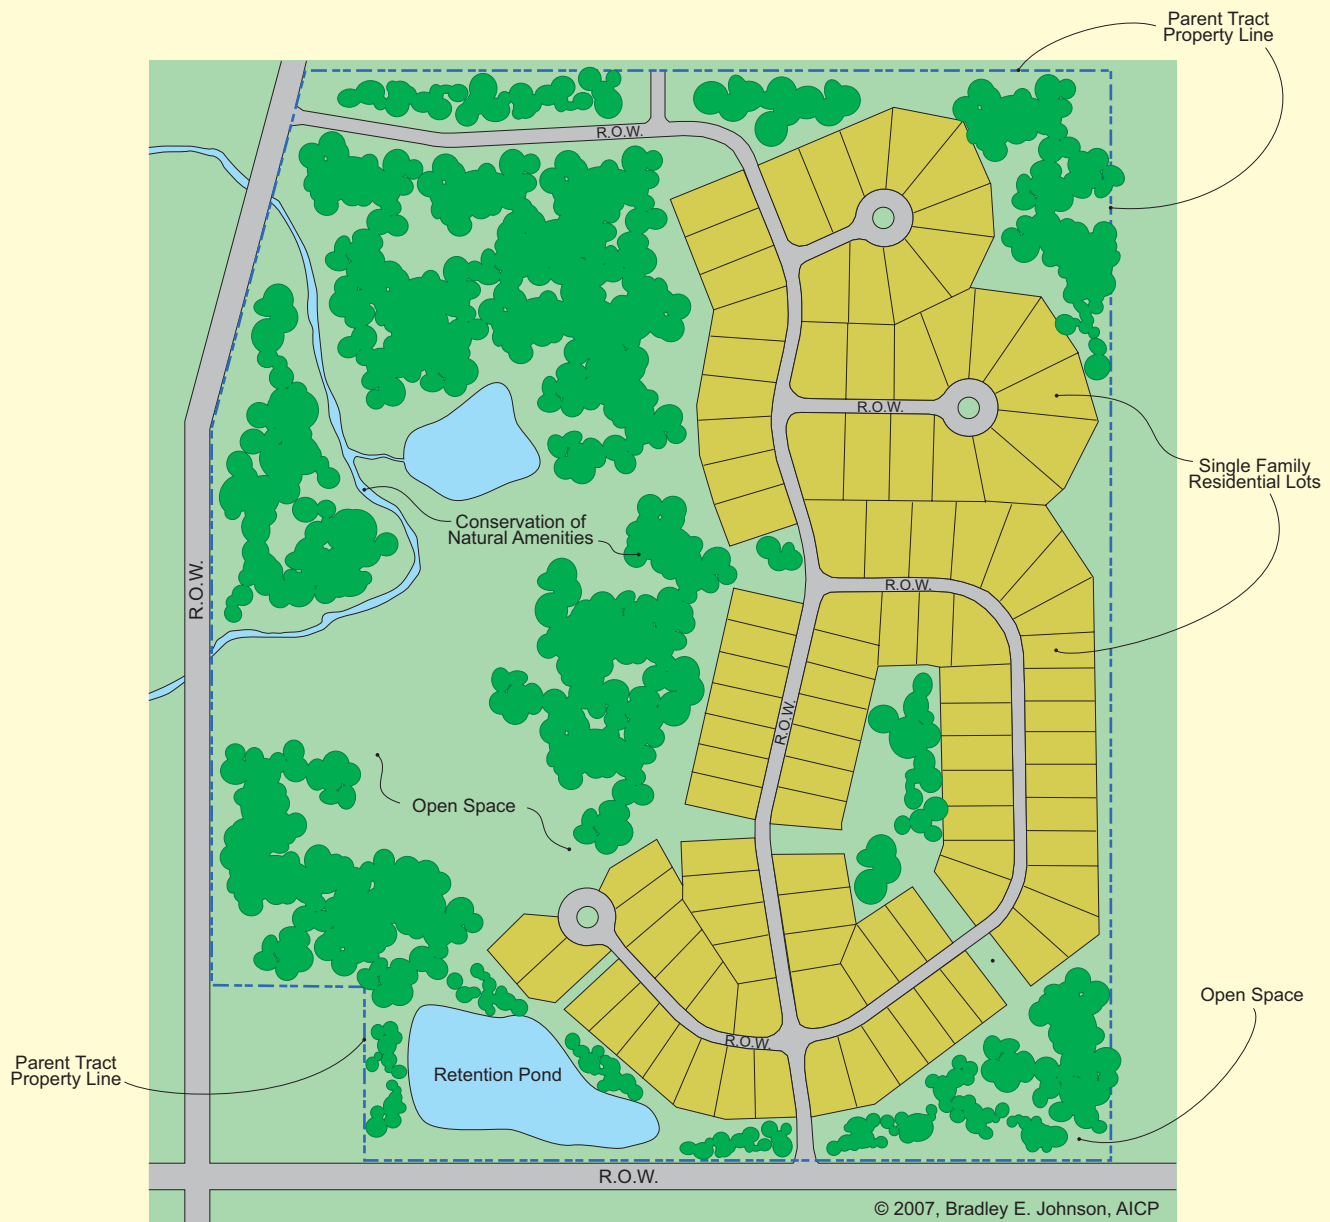 Parent Tract
Property Line
R.O.W.
R.O.W.
Single Family
Residential Lots
Conservation of
Natural Amenities
R.O.W.
R.O.W.
R.O.W.
Open Space
Open Space
R.O.W.
Parent Tract
Property Line
Retention Pond
R.O.W.
© 2007, Bradley E. Johnson, AICP